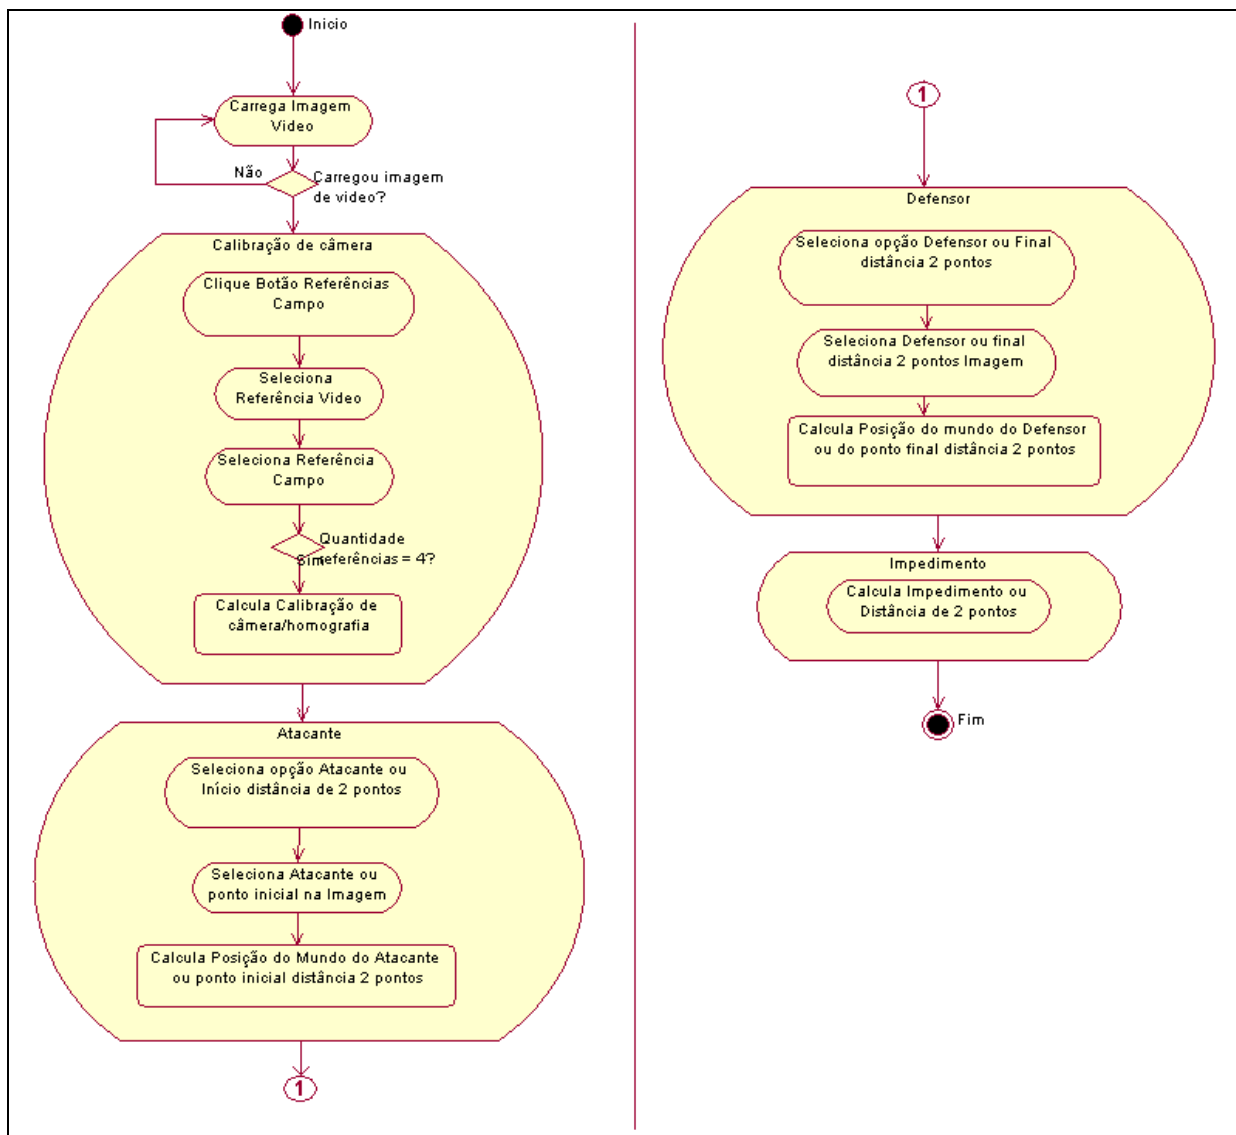 Inicio
Carrega Imagem
Video
Não
Carregou imagem
de video?
Calibração de câmera
Clique Botão Referências
Campo
Seleciona
Referência Video
Seleciona Referência
Campo
Quantidade
referências = 4?
Sim
Calcula Calibração de
câmera/homografia
Atacante
Seleciona opção Atacante ou
Início distância de 2 pontos
Seleciona Atacante ou
ponto inicial na Imagem
Calcula Posição do Mundo do Atacante
ou ponto inicial distância 2 pontos
1
1
Defensor
Seleciona opção Defensor ou Final
distância 2 pontos
Seleciona Defensor ou final
distância 2 pontos Imagem
Calcula Posição do mundo do Defensor
ou do ponto final distância 2 pontos
Impedimento
Calcula Impedimento ou
Distância de 2 pontos
Fim